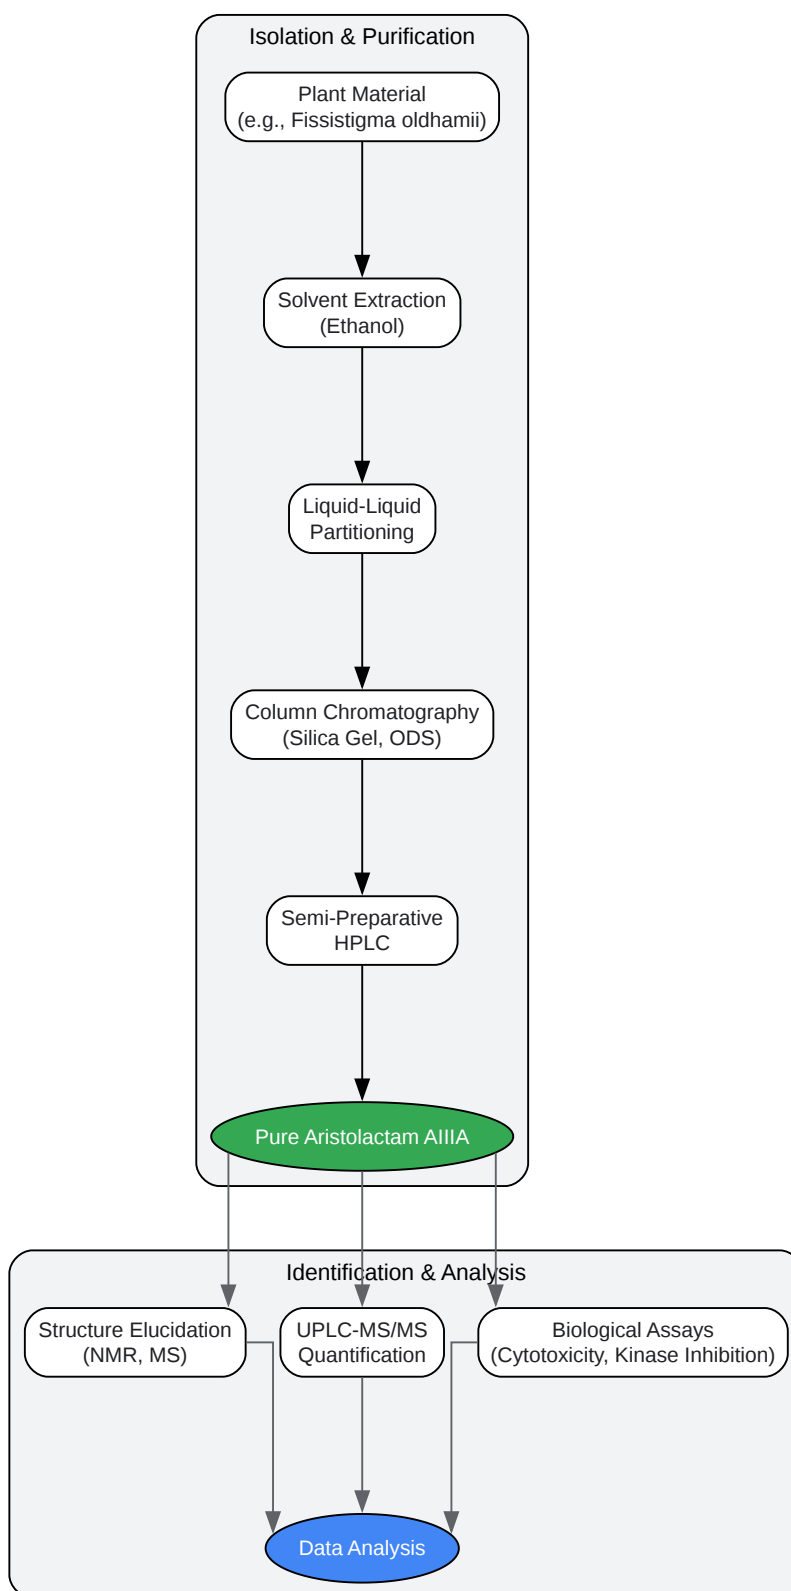 Isolation & Purification
Plant Material
(e.g., Fissistigma oldhamii)
Solvent Extraction
(Ethanol)
Liquid-Liquid
Partitioning
Column Chromatography
(Silica Gel, ODS)
Semi-Preparative
HPLC
Pure Aristolactam AIIIA
Identification & Analysis
Structure Elucidation
(NMR, MS)
UPLC-MS/MS
Quantification
Biological Assays
(Cytotoxicity, Kinase Inhibition)
Data Analysis